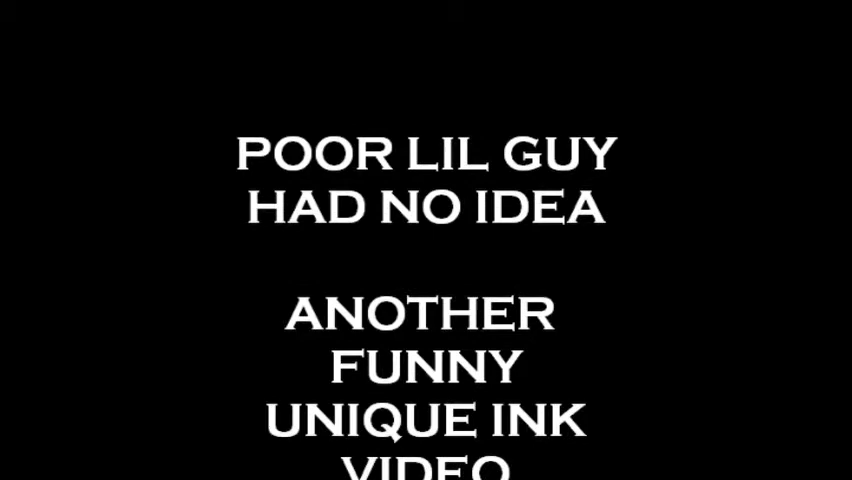 POOR LIL GUY
HAD NO IDEA
ANOTHER
FUNNY
UNIQUE INK
VIDEO